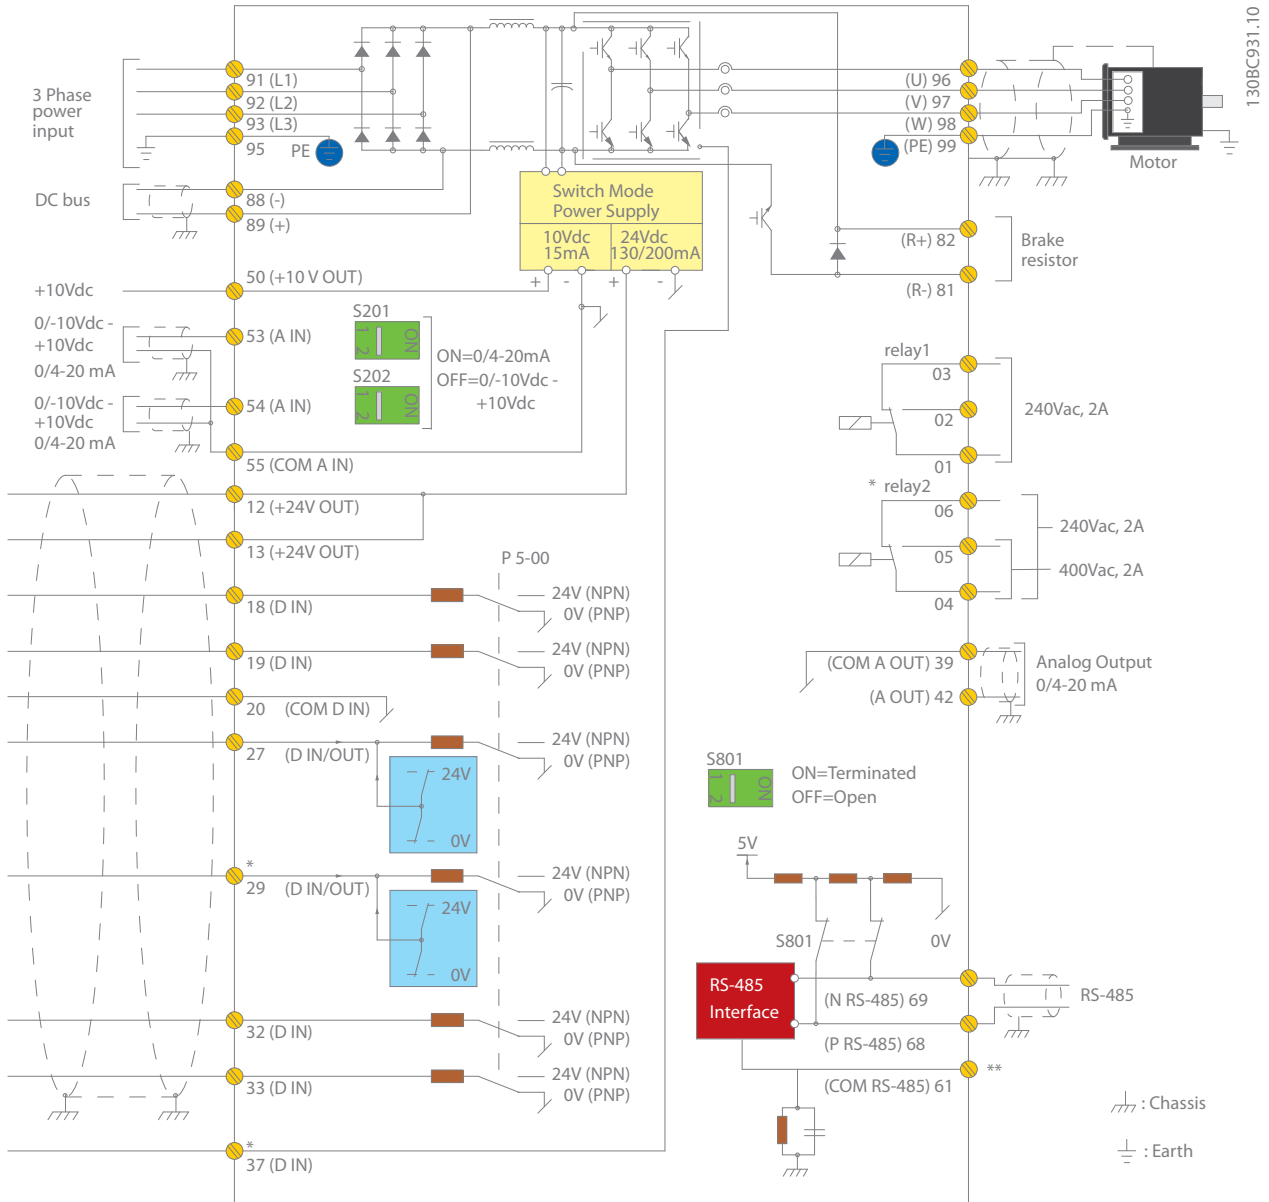 130BC931.10
3 Phase
power
input
91 (L1)
92 (L2)
93 (L3)
95
PE
DC bus
88 (-)
89 (+)
Switch Mode
Power Supply
10Vdc
15mA
24Vdc
130/200mA
+
-
+
-
+10Vdc
50 (+10 V OUT)
0/-10Vdc -
+10Vdc
0/4-20 mA
53 (A IN)
0/-10Vdc -
+10Vdc
0/4-20 mA
54 (A IN)
55 (COM A IN)
S201
1
2
ON
S202
1
2
ON
ON=0/4-20mA
OFF=0/-10Vdc -
+10Vdc
12 (+24V OUT)
13 (+24V OUT)
P 5-00
18 (D IN)
24V (NPN)
0V (PNP)
19 (D IN)
24V (NPN)
0V (PNP)
20 (COM D IN)
27 (D IN/OUT)
24V (NPN)
0V (PNP)
24V
0V
*
29 (D IN/OUT)
24V (NPN)
0V (PNP)
24V
0V
32 (D IN)
24V (NPN)
0V (PNP)
33 (D IN)
24V (NPN)
0V (PNP)
*
37 (D IN)
(U) 96
(V) 97
(W) 98
(PE) 99
Motor
(R+) 82
Brake
resistor
(R-) 81
relay1
03
02
01
240Vac, 2A
* relay2
06
05
04
240Vac, 2A
400Vac, 2A
(COM A OUT) 39
(A OUT) 42
Analog Output
0/4-20 mA
S801
1
2
ON
ON=Terminated
OFF=Open
5V
S801
0V
RS-485
Interface
(N RS-485) 69
RS-485
(P RS-485) 68
(COM RS-485) 61
**
: Chassis
: Earth